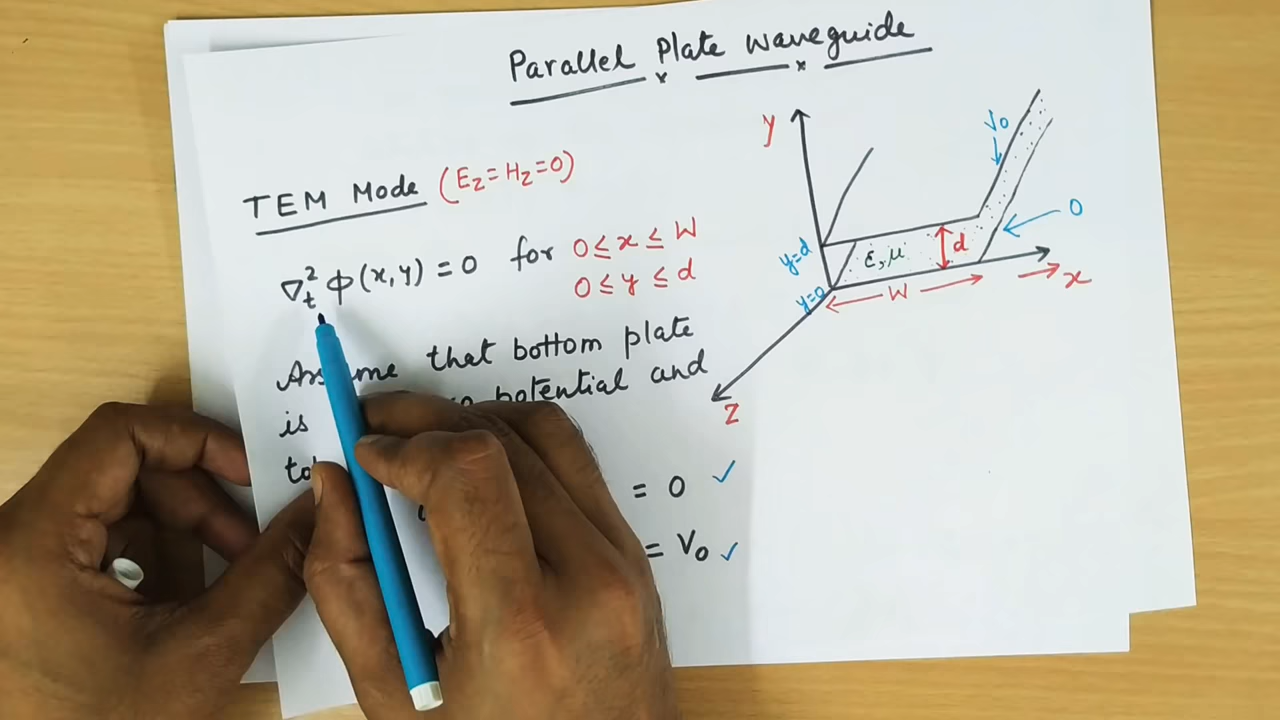 Parallel Plate Waveguide
TEM Mode (Ez = Hz = 0)
∇t² Φ(x,y) = 0 for 0 ≤ x ≤ W
0 ≤ y ≤ d
that bottom plate
is potential and
= 0 ✓
= V0 ✓
y
V0
0
y=d
ε, μ
d
y=0
W
x
z